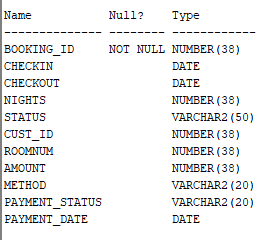 Name Null? Type
-------------- -------- ------------
BOOKING_ID NOT NULL NUMBER(38)
CHECKIN DATE
CHECKOUT DATE
NIGHTS NUMBER(38)
STATUS VARCHAR2(50)
CUST_ID NUMBER(38)
ROOMNUM NUMBER(38)
AMOUNT NUMBER(38)
METHOD VARCHAR2(20)
PAYMENT_STATUS VARCHAR2(20)
PAYMENT_DATE DATE